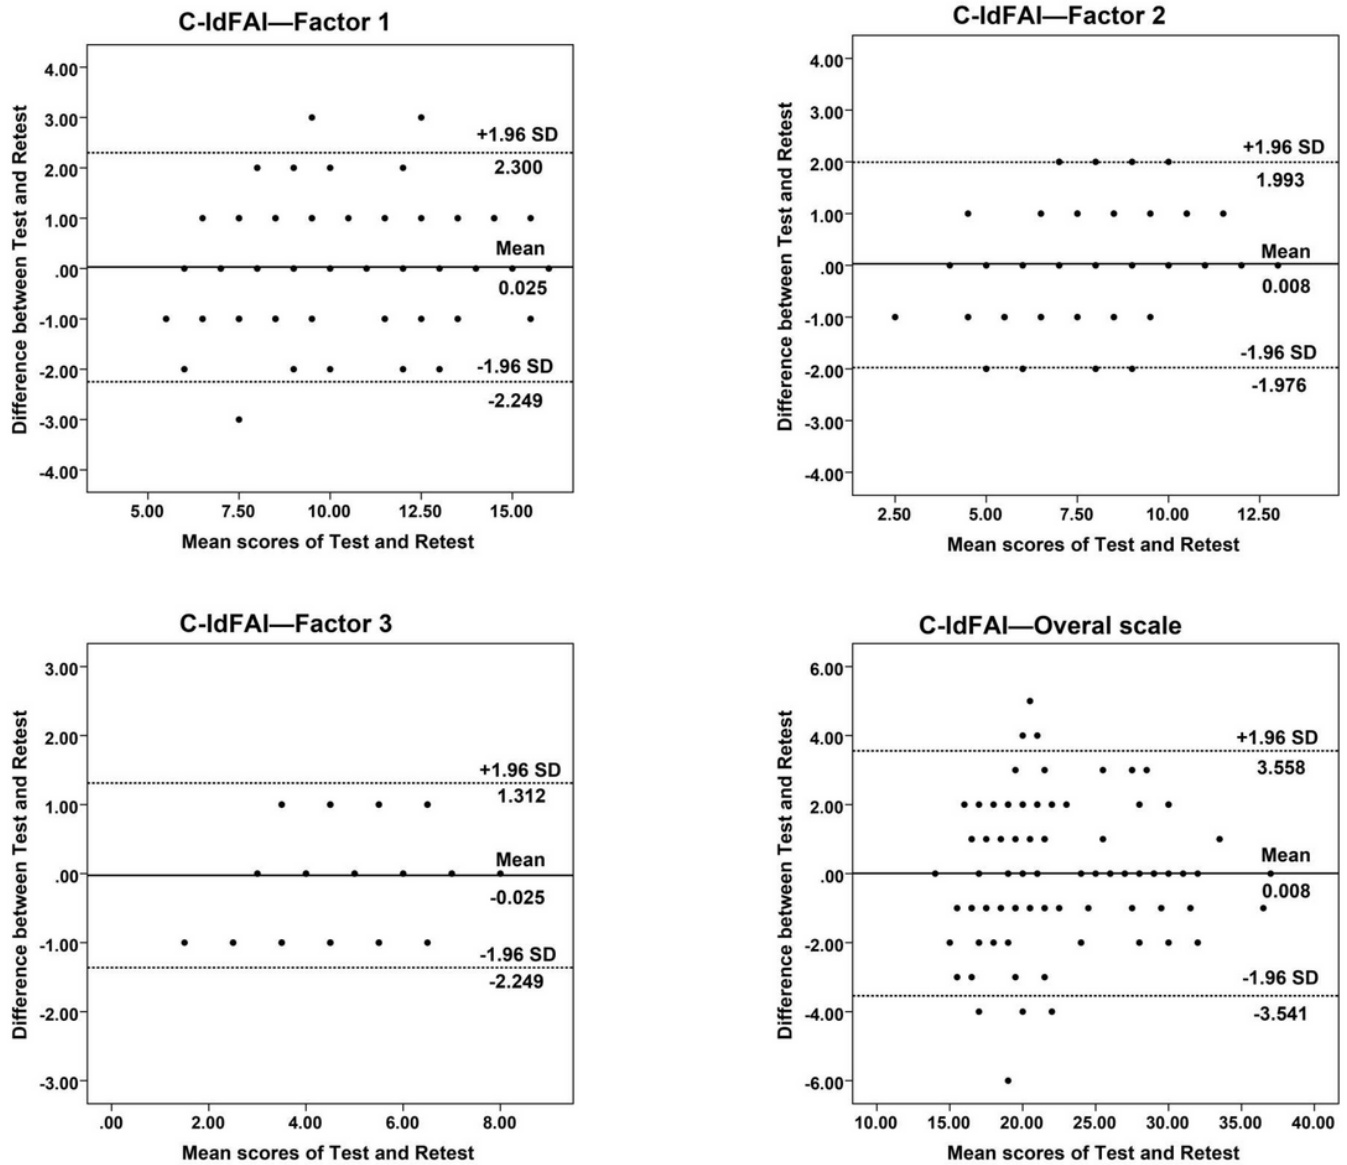 C-IdFAI—Factor 1
Difference between Test and Retest
4.00
3.00
2.00
1.00
.00
-1.00
-2.00
-3.00
-4.00
+1.96 SD
2.300
Mean
0.025
-1.96 SD
-2.249
5.00 7.50 10.00 12.50 15.00
Mean scores of Test and Retest
C-IdFAI—Factor 2
Difference between Test and Retest
4.00
3.00
2.00
1.00
.00
-1.00
-2.00
-3.00
-4.00
+1.96 SD
1.993
Mean
0.008
-1.96 SD
-1.976
2.50 5.00 7.50 10.00 12.50
Mean scores of Test and Retest
C-IdFAI—Factor 3
Difference between Test and Retest
3.00
2.00
1.00
.00
-1.00
-2.00
-3.00
+1.96 SD
1.312
Mean
-0.025
-1.96 SD
-2.249
.00 2.00 4.00 6.00 8.00
Mean scores of Test and Retest
C-IdFAI—Overal scale
Difference between Test and Retest
6.00
4.00
2.00
.00
-2.00
-4.00
-6.00
+1.96 SD
3.558
Mean
0.008
-1.96 SD
-3.541
10.00 15.00 20.00 25.00 30.00 35.00 40.00
Mean scores of Test and Retest